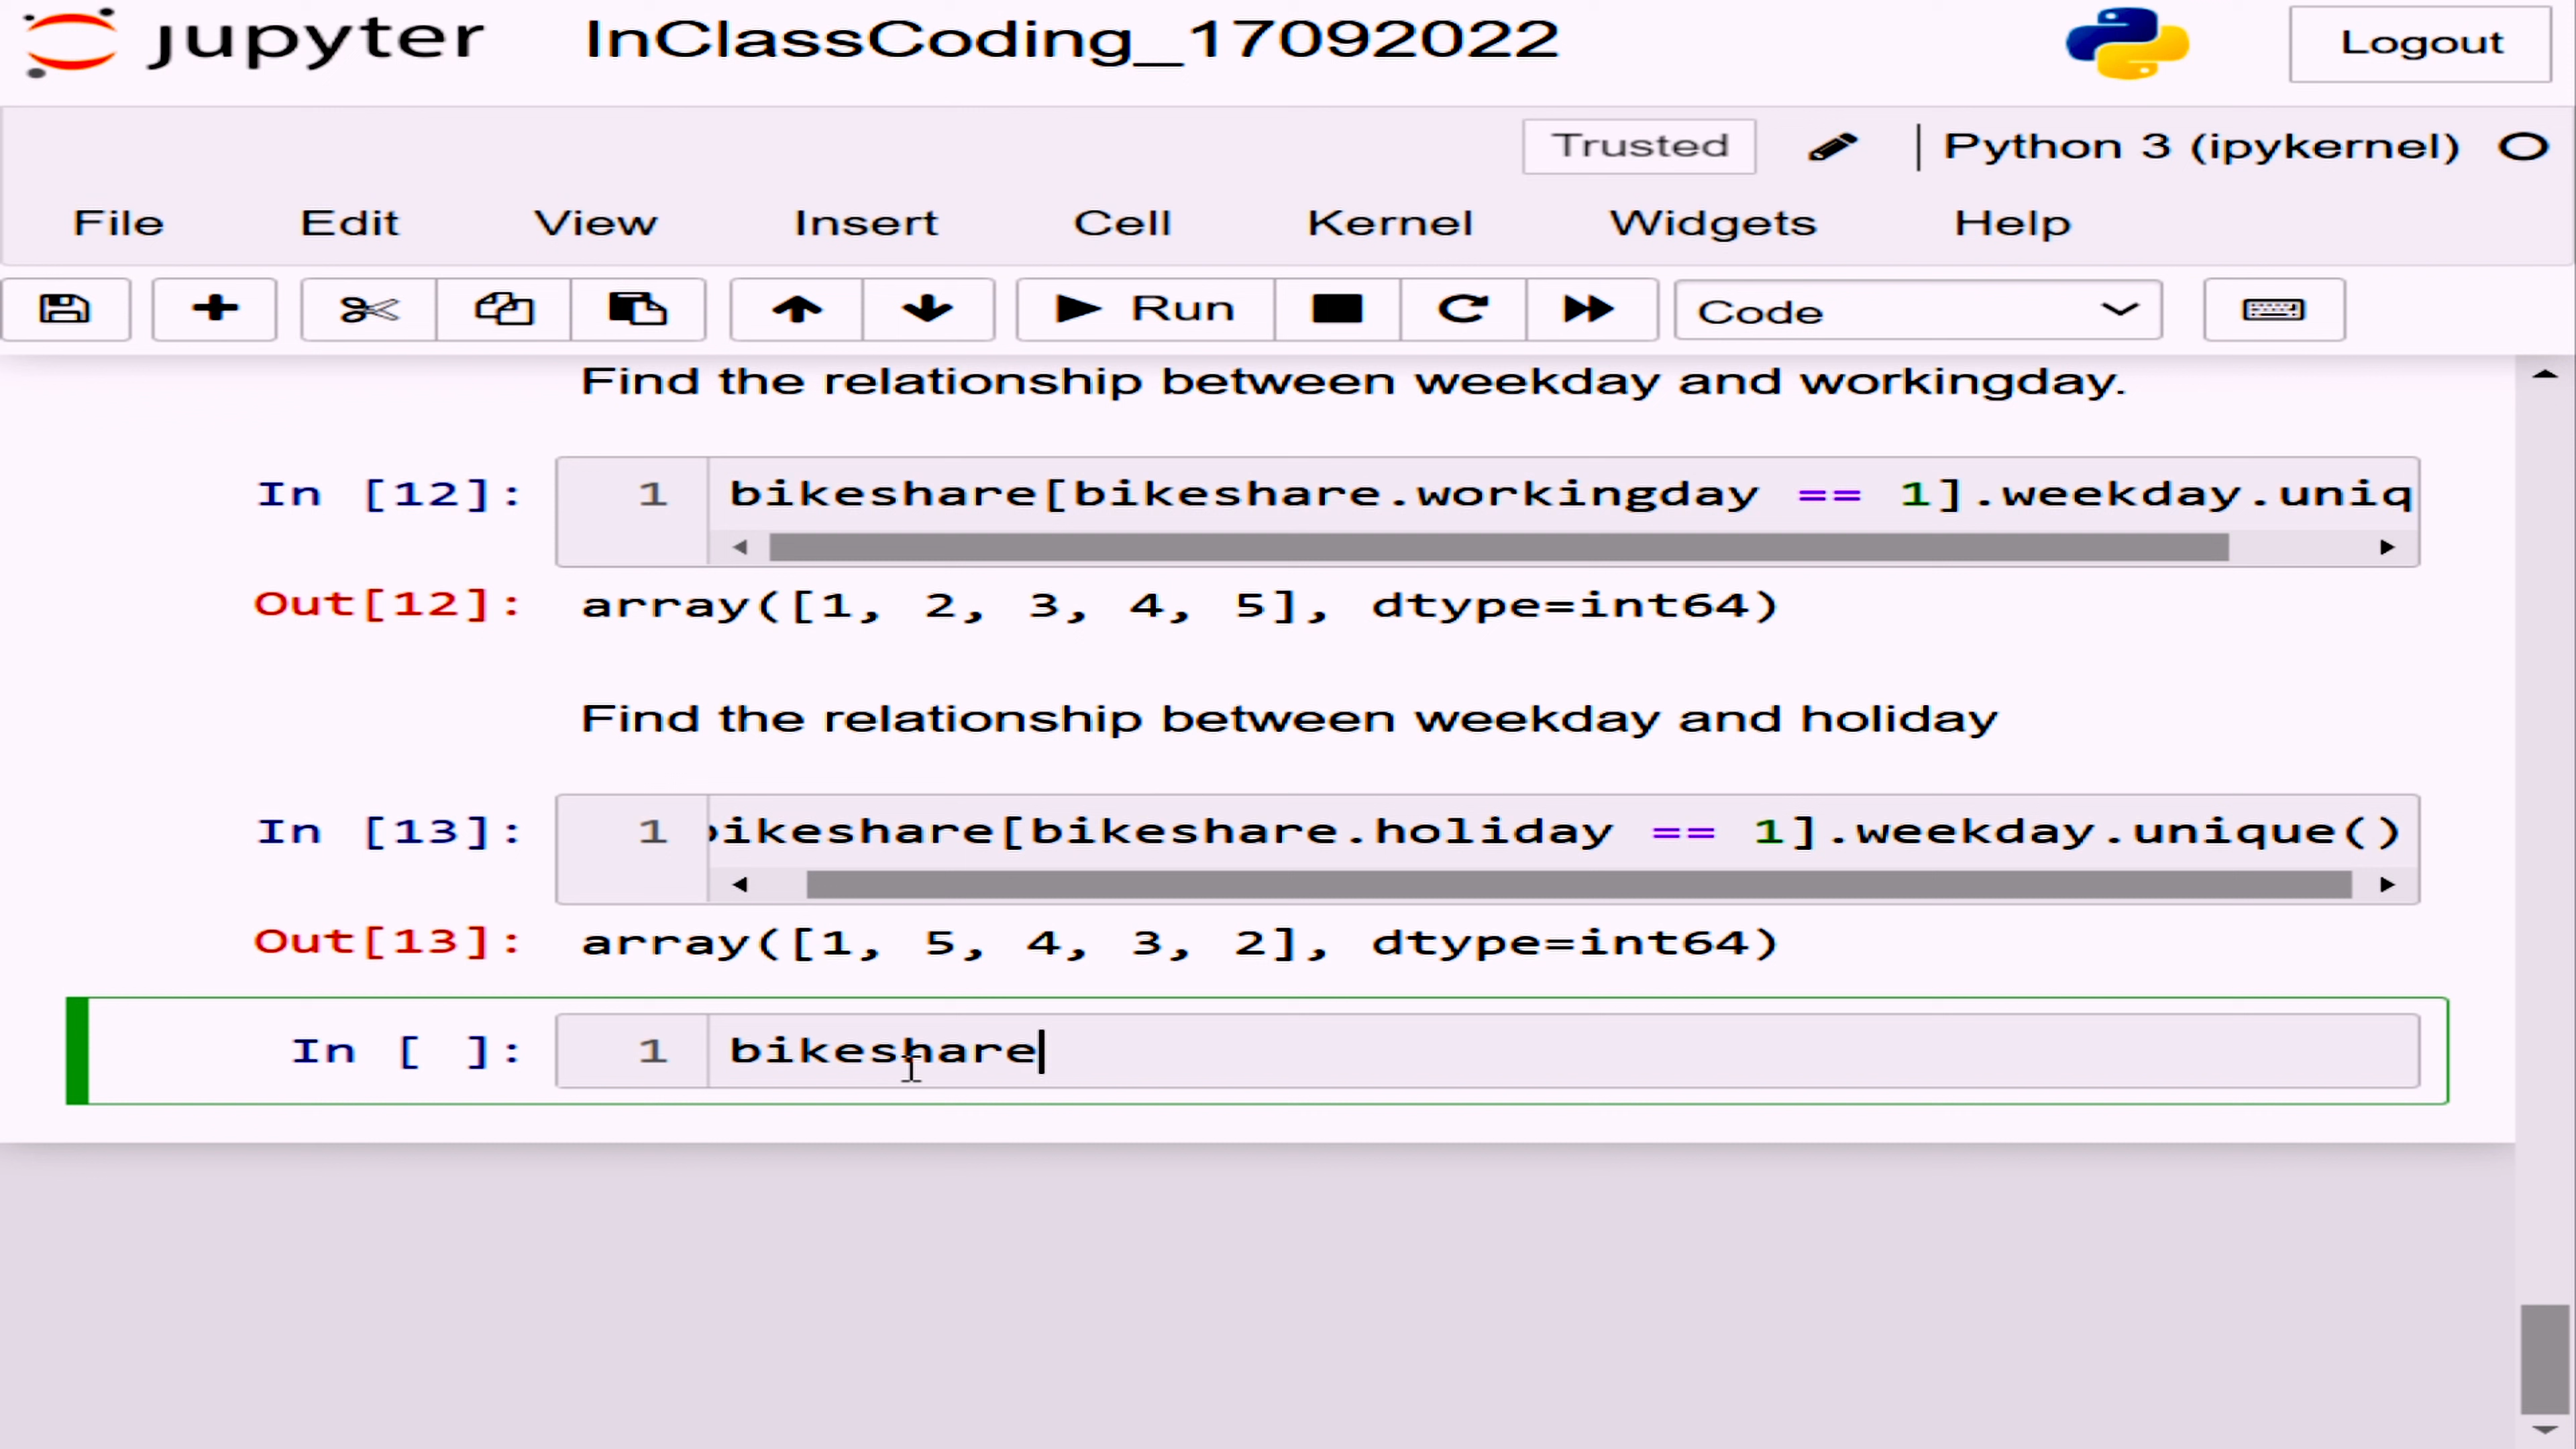 jupyter InClassCoding_17092022 Logout
Trusted Python 3 (ipykernel)
File Edit View Insert Cell Kernel Widgets Help
Run Code
Find the relationship between weekday and workingday.
In [12]: 1 bikeshare[bikeshare.workingday == 1].weekday.uniq
Out[12]: array([1, 2, 3, 4, 5], dtype=int64)
Find the relationship between weekday and holiday
In [13]: 1 bikeshare[bikeshare.holiday == 1].weekday.unique()
Out[13]: array([1, 5, 4, 3, 2], dtype=int64)
In [ ]: 1 bikeshare